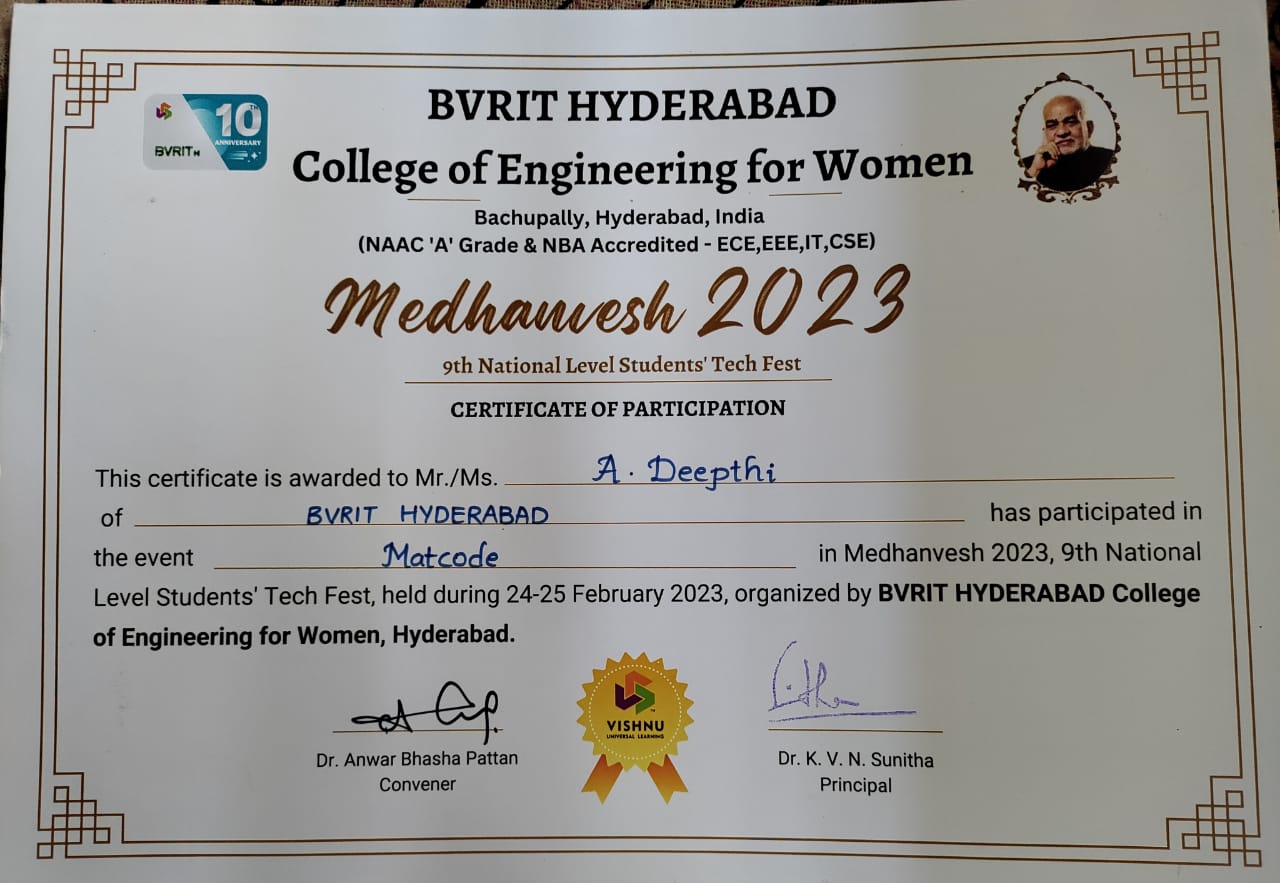 BVRIT HYDERABAD
College of Engineering for Women
BVRITH
10TH
ANNIVERSARY
Bachupally, Hyderabad, India
(NAAC 'A' Grade & NBA Accredited - ECE,EEE,IT,CSE)
Medhanvesh 2023
9th National Level Students' Tech Fest
CERTIFICATE OF PARTICIPATION
This certificate is awarded to Mr./Ms. A. Deepthi
of BVRIT HYDERABAD has participated in
the event Matcode in Medhanvesh 2023, 9th National
Level Students' Tech Fest, held during 24-25 February 2023, organized by BVRIT HYDERABAD College
of Engineering for Women, Hyderabad.
VISHNU
UNIVERSAL LEARNING
Dr. Anwar Bhasha Pattan
Convener
Dr. K. V. N. Sunitha
Principal